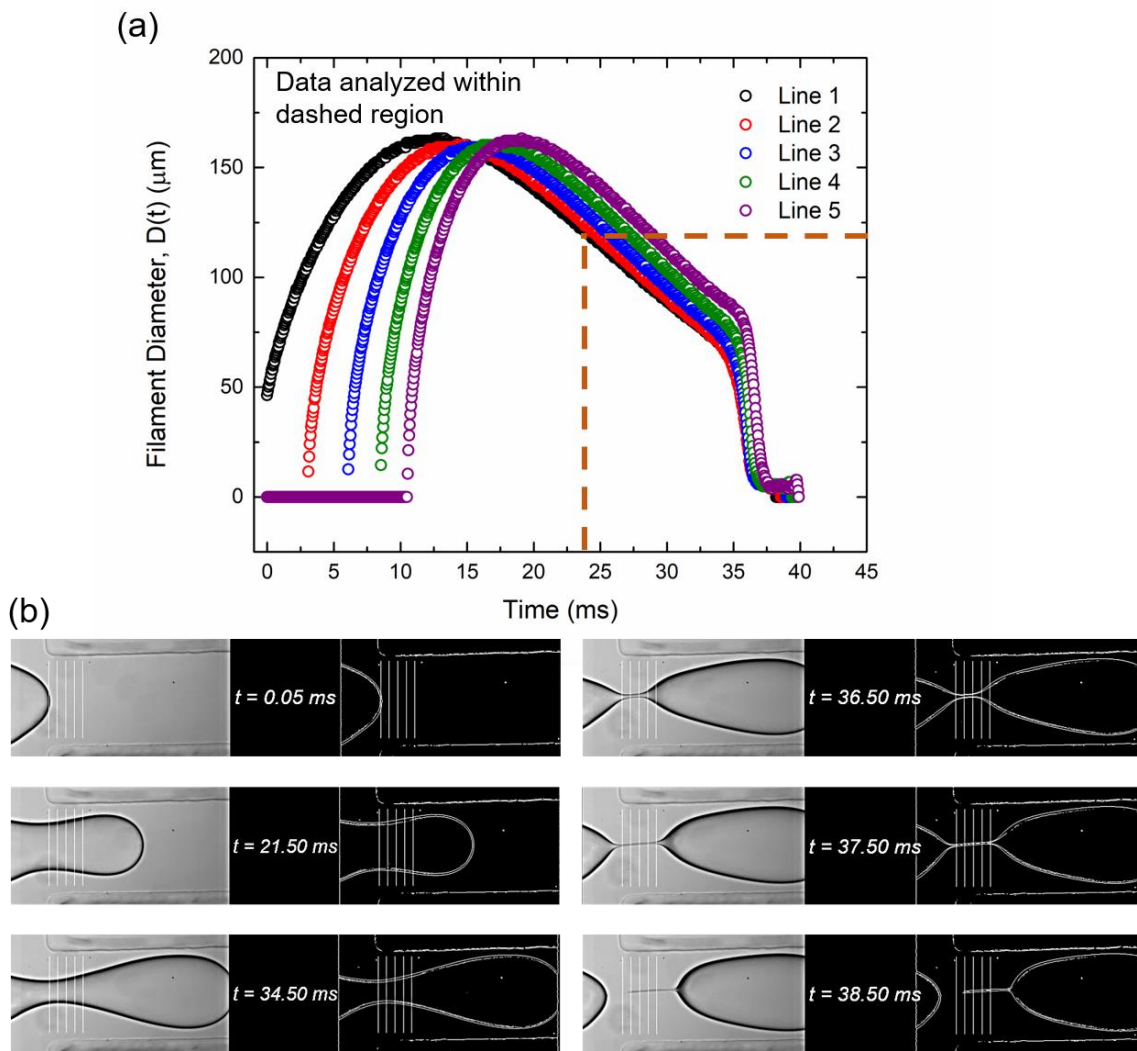 (a)
200
150
100
50
0
Filament Diameter, D(t) (μm)
Data analyzed within
dashed region
Line 1
Line 2
Line 3
Line 4
Line 5
0 5 10 15 20 25 30 35 40 45
Time (ms)
(b)
t = 0.05 ms
t = 36.50 ms
t = 21.50 ms
t = 37.50 ms
t = 34.50 ms
t = 38.50 ms